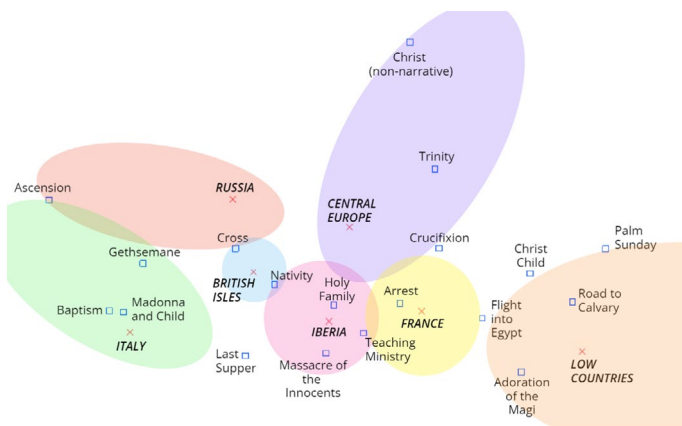 Christ
(non-narrative)
Trinity
Ascension
RUSSIA
CENTRAL
EUROPE
Cross
Crucifixion
Palm
Sunday
Gethsemane
Christ
Child
BRITISH
ISLES
Nativity
Holy
Family
Arrest
Road to
Calvary
Baptism
Madonna
and Child
ITALY
IBERIA
FRANCE
Flight
into
Egypt
Teaching
Ministry
Last
Supper
Massacre of
the
Innocents
LOW
COUNTRIES
Adoration
of the
Magi